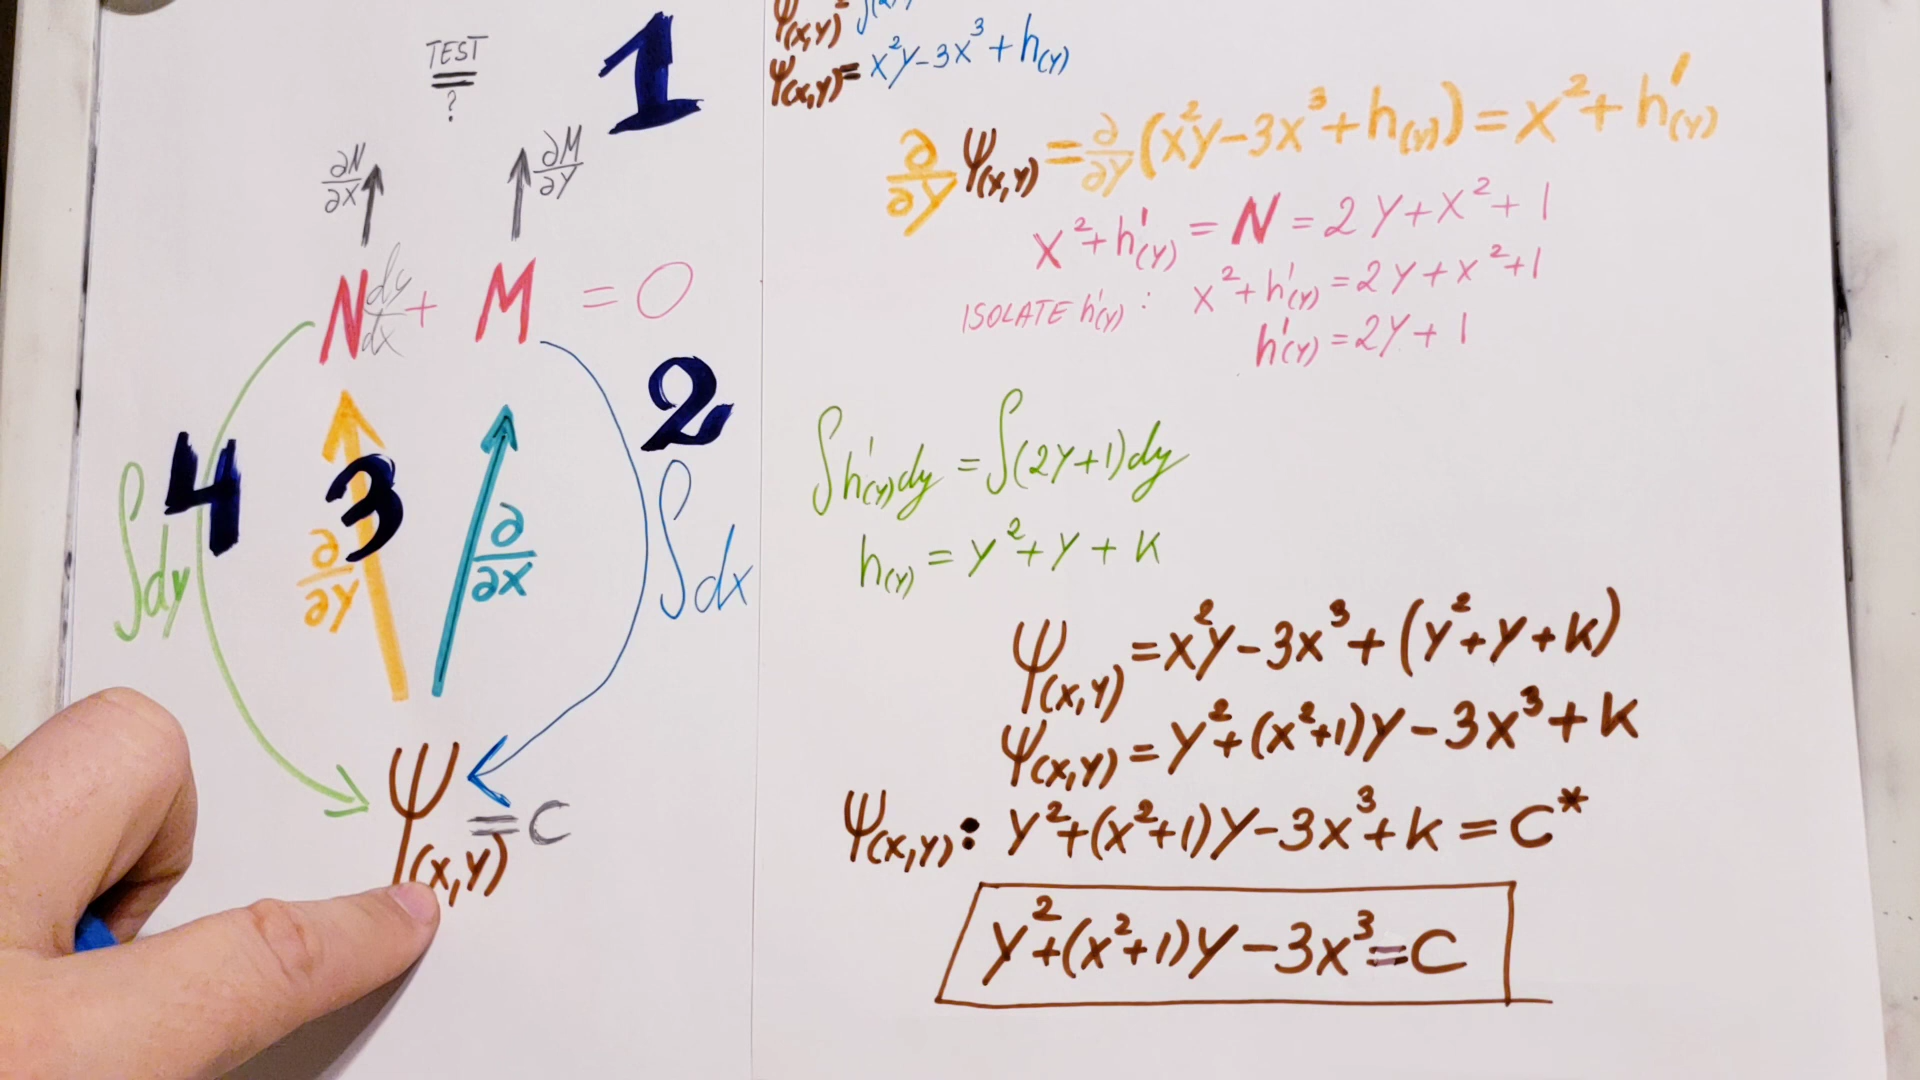 TEST
=
?
1
∂N/∂x ∂M/∂y
N dy/dx + M = 0
2
4
3
∫dy ∂/∂y ∂/∂x ∫dx
Ψ(x,y) = C
Ψ(x,y)=
Ψ(x,y)= x²y-3x³+h(y)
∂/∂y Ψ(x,y) = ∂/∂y (x²y-3x³+h(y)) = x²+h'(y)
x²+h'(y) = N = 2y+x²+1
ISOLATE h'(y) : x²+h'(y) = 2y+x²+1
h'(y) = 2y+1
∫h'(y)dy = ∫(2y+1)dy
h(y) = y²+y+k
Ψ(x,y) = x²y-3x³+(y²+y+k)
Ψ(x,y) = y²+(x²+1)y-3x³+k
Ψ(x,y): y²+(x²+1)y-3x³+k = C*
y²+(x²+1)y-3x³=C